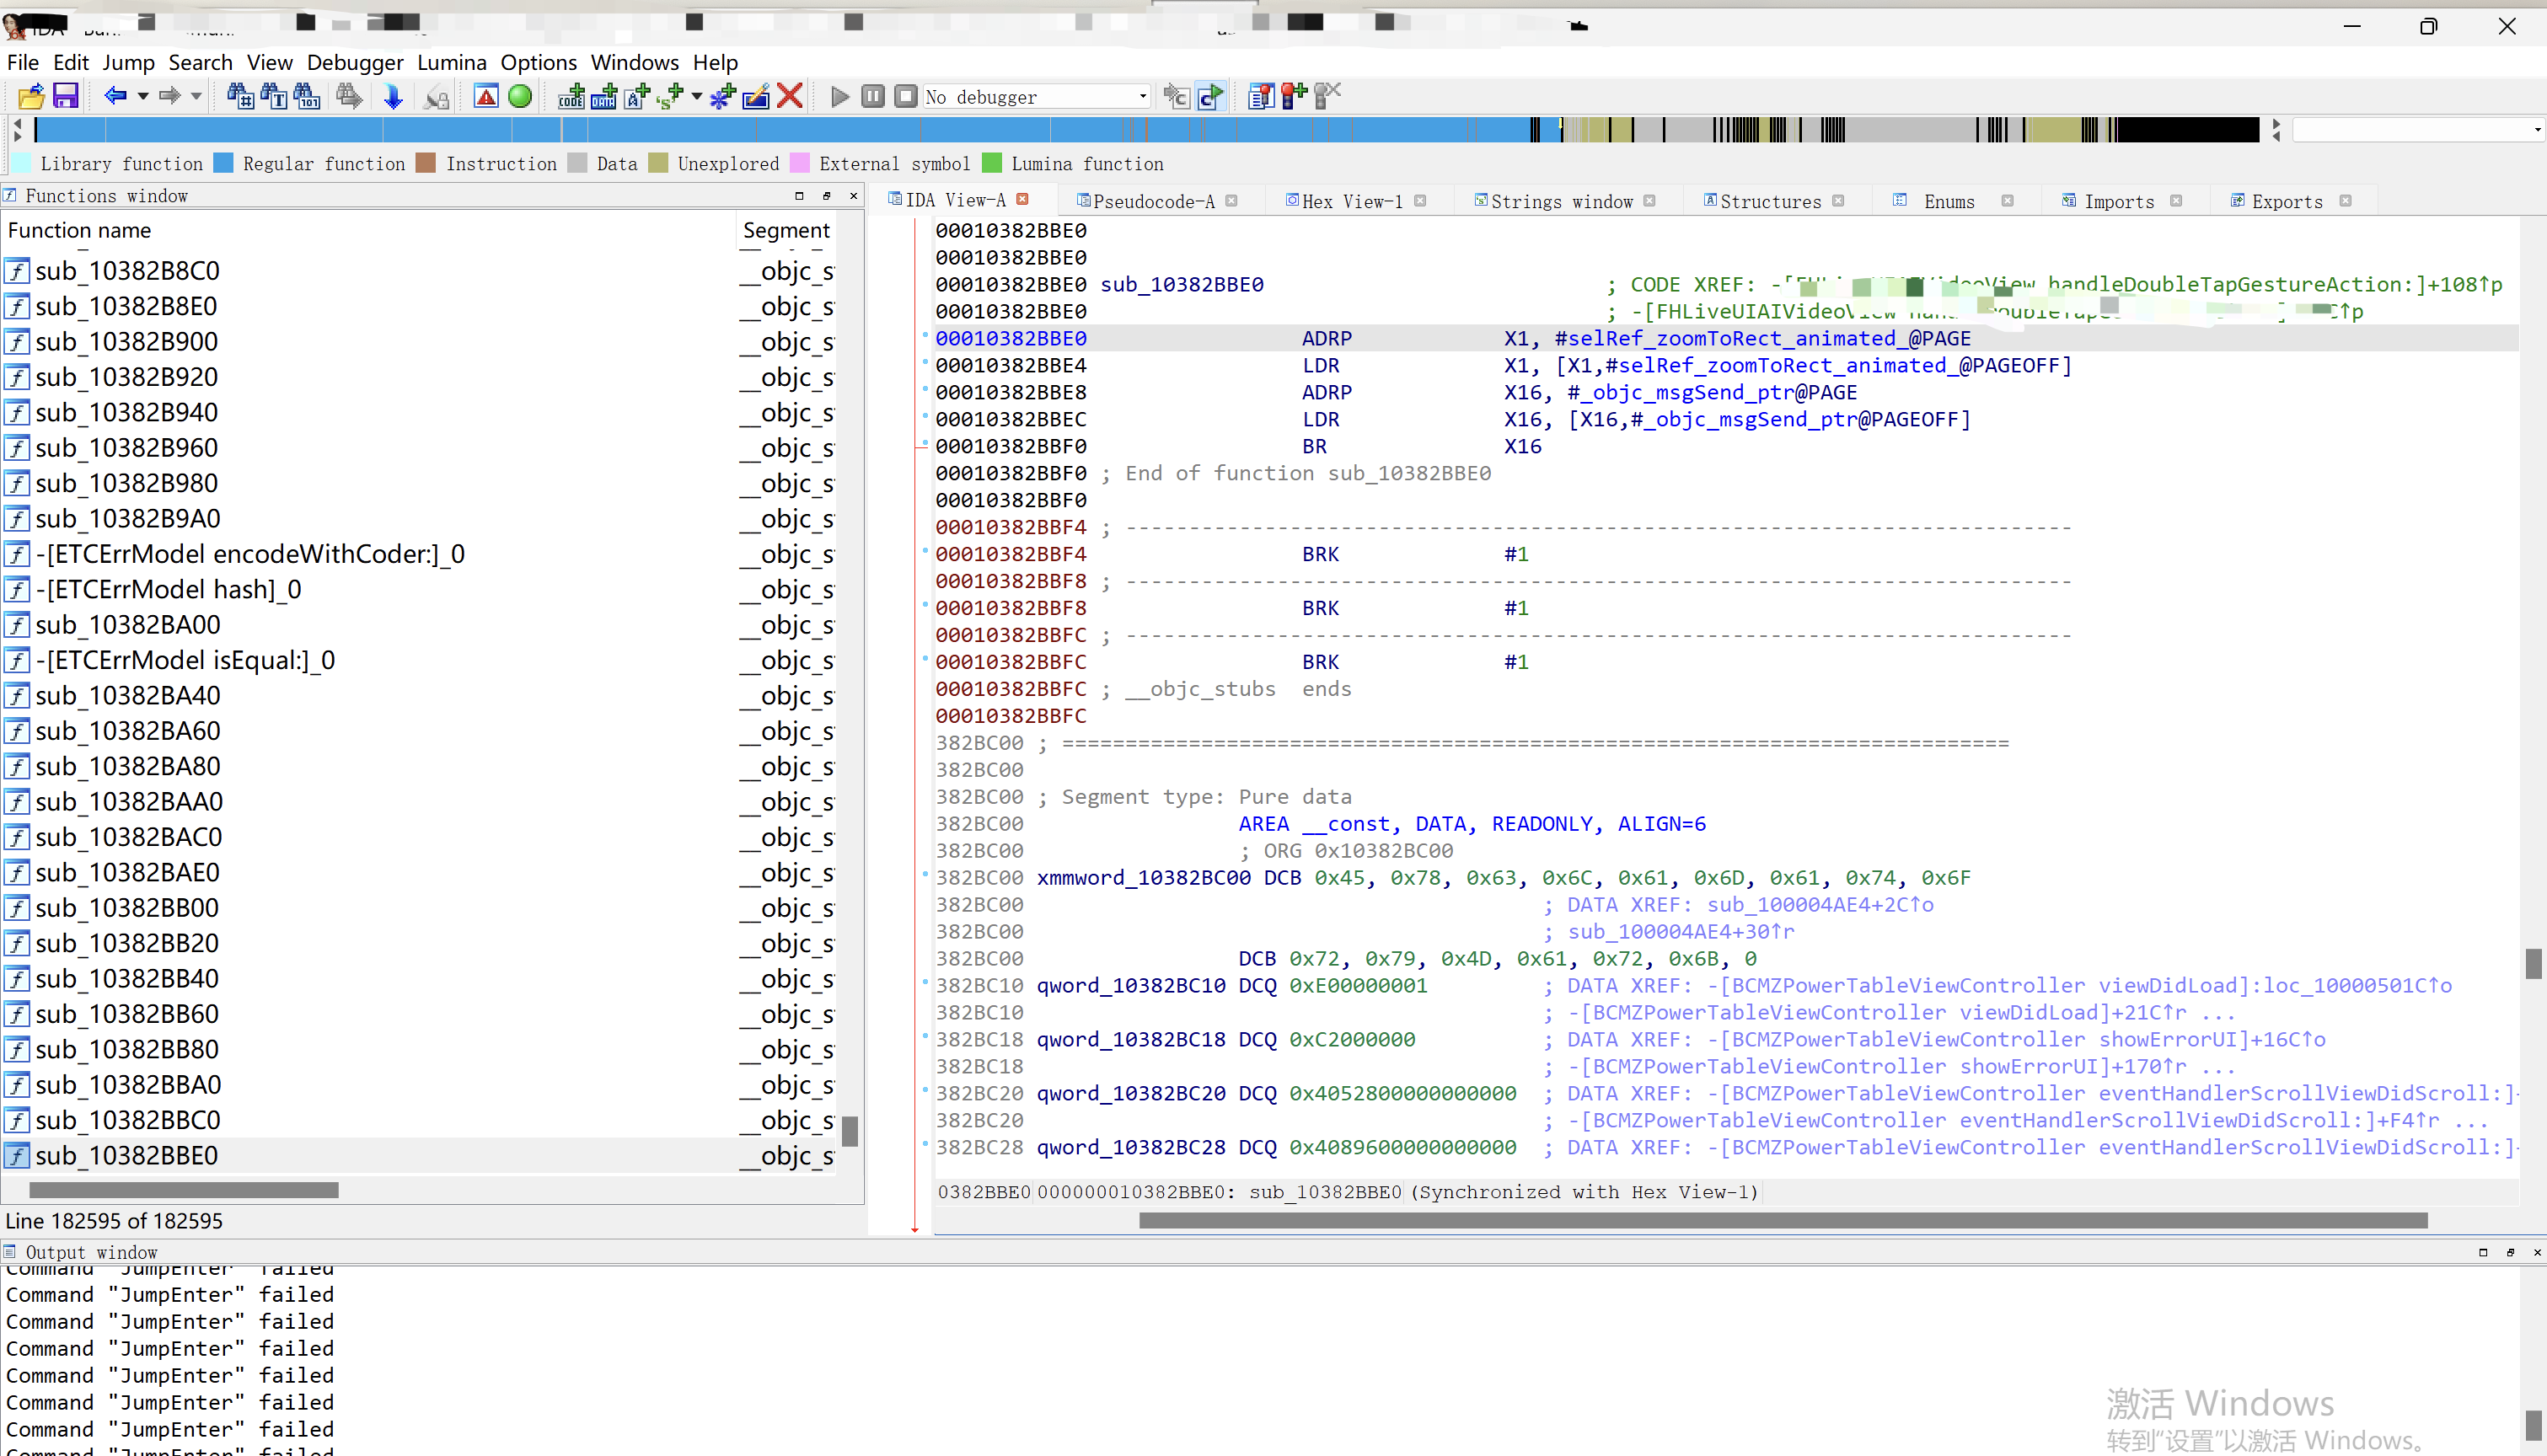 IDA
File Edit Jump Search View Debugger Lumina Options Windows Help
No debugger
Library function Regular function Instruction Data Unexplored External symbol Lumina function
Functions window
Function name Segment
sub_10382B8C0 __objc_s
sub_10382B8E0 __objc_s
sub_10382B900 __objc_s
sub_10382B920 __objc_s
sub_10382B940 __objc_s
sub_10382B960 __objc_s
sub_10382B980 __objc_s
sub_10382B9A0 __objc_s
-[ETCErrModel encodeWithCoder:]_0 __objc_s
-[ETCErrModel hash]_0 __objc_s
sub_10382BA00 __objc_s
-[ETCErrModel isEqual:]_0 __objc_s
sub_10382BA40 __objc_s
sub_10382BA60 __objc_s
sub_10382BA80 __objc_s
sub_10382BAA0 __objc_s
sub_10382BAC0 __objc_s
sub_10382BAE0 __objc_s
sub_10382BB00 __objc_s
sub_10382BB20 __objc_s
sub_10382BB40 __objc_s
sub_10382BB60 __objc_s
sub_10382BB80 __objc_s
sub_10382BBA0 __objc_s
sub_10382BBC0 __objc_s
sub_10382BBE0 __objc_s
Line 182595 of 182595
IDA View-A Pseudocode-A Hex View-1 Strings window Structures Enums Imports Exports
00010382BBE0
00010382BBE0
00010382BBE0 sub_10382BBE0 ; CODE XREF: -[ handleDoubleTapGestureAction:]+108↑p
00010382BBE0 ; -[FHLiveUIAIVideoView
00010382BBE0 ADRP X1, #selRef_zoomToRect_animated_@PAGE
00010382BBE4 LDR X1, [X1,#selRef_zoomToRect_animated_@PAGEOFF]
00010382BBE8 ADRP X16, #_objc_msgSend_ptr@PAGE
00010382BBEC LDR X16, [X16,#_objc_msgSend_ptr@PAGEOFF]
00010382BBF0 BR X16
00010382BBF0 ; End of function sub_10382BBE0
00010382BBF0
00010382BBF4 ; ---------------------------------------------------------------------------
00010382BBF4 BRK #1
00010382BBF8 ; ---------------------------------------------------------------------------
00010382BBF8 BRK #1
00010382BBFC ; ---------------------------------------------------------------------------
00010382BBFC BRK #1
00010382BBFC ; __objc_stubs ends
00010382BBFC
382BC00 ; ===========================================================================
382BC00
382BC00 ; Segment type: Pure data
382BC00 AREA __const, DATA, READONLY, ALIGN=6
382BC00 ; ORG 0x10382BC00
382BC00 xmmword_10382BC00 DCB 0x45, 0x78, 0x63, 0x6C, 0x61, 0x6D, 0x61, 0x74, 0x6F
382BC00 ; DATA XREF: sub_100004AE4+2C↑o
382BC00 ; sub_100004AE4+30↑r
382BC00 DCB 0x72, 0x79, 0x4D, 0x61, 0x72, 0x6B, 0
382BC10 qword_10382BC10 DCQ 0xE00000001 ; DATA XREF: -[BCMZPowerTableViewController viewDidLoad]:loc_10000501C↑o
382BC10 ; -[BCMZPowerTableViewController viewDidLoad]+21C↑r ...
382BC18 qword_10382BC18 DCQ 0xC2000000 ; DATA XREF: -[BCMZPowerTableViewController showErrorUI]+16C↑o
382BC18 ; -[BCMZPowerTableViewController showErrorUI]+170↑r ...
382BC20 qword_10382BC20 DCQ 0x4052800000000000 ; DATA XREF: -[BCMZPowerTableViewController eventHandlerScrollViewDidScroll:]
382BC20 ; -[BCMZPowerTableViewController eventHandlerScrollViewDidScroll:]+F4↑r ...
382BC28 qword_10382BC28 DCQ 0x4089600000000000 ; DATA XREF: -[BCMZPowerTableViewController eventHandlerScrollViewDidScroll:]
0382BBE0 000000010382BBE0: sub_10382BBE0 (Synchronized with Hex View-1)
Output window
Command "JumpEnter" failed
Command "JumpEnter" failed
Command "JumpEnter" failed
Command "JumpEnter" failed
Command "JumpEnter" failed
Command "JumpEnter" failed
Command "JumpEnter" failed
Command "JumpEnter" failed
激活 Windows
转到“设置”以激活 Windows。